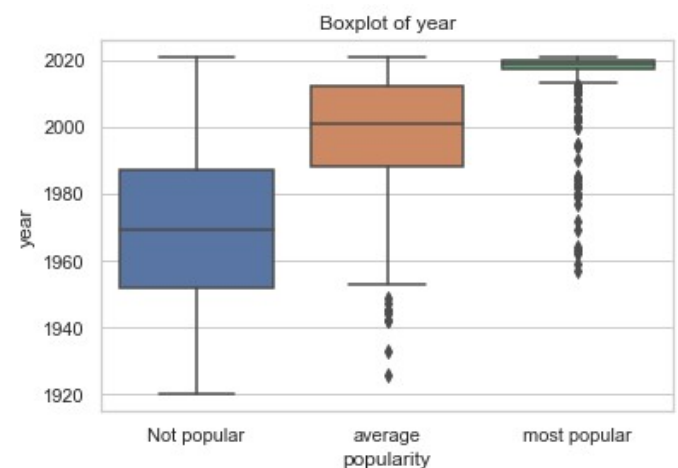 Boxplot of year
2020
2000
1980
1960
1940
1920
year
Not popular average most popular
popularity